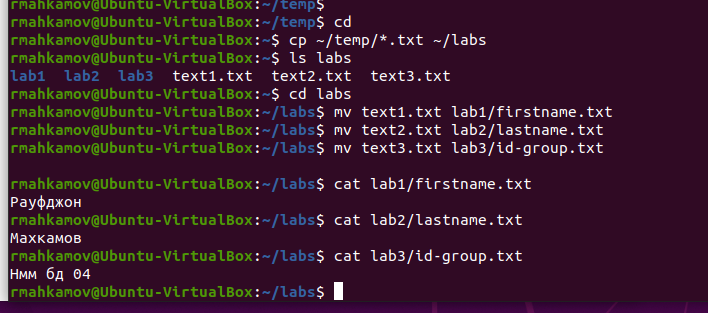 rmahkamov@Ubuntu-VirtualBox:~/temp$
rmahkamov@Ubuntu-VirtualBox:~/temp$ cd
rmahkamov@Ubuntu-VirtualBox:~$ cp ~/temp/*.txt ~/labs
rmahkamov@Ubuntu-VirtualBox:~$ ls labs
lab1 lab2 lab3 text1.txt text2.txt text3.txt
rmahkamov@Ubuntu-VirtualBox:~$ cd labs
rmahkamov@Ubuntu-VirtualBox:~/labs$ mv text1.txt lab1/firstname.txt
rmahkamov@Ubuntu-VirtualBox:~/labs$ mv text2.txt lab2/lastname.txt
rmahkamov@Ubuntu-VirtualBox:~/labs$ mv text3.txt lab3/id-group.txt
rmahkamov@Ubuntu-VirtualBox:~/labs$ cat lab1/firstname.txt
Рауфджон
rmahkamov@Ubuntu-VirtualBox:~/labs$ cat lab2/lastname.txt
Махкамов
rmahkamov@Ubuntu-VirtualBox:~/labs$ cat lab3/id-group.txt
Нмм бд 04
rmahkamov@Ubuntu-VirtualBox:~/labs$